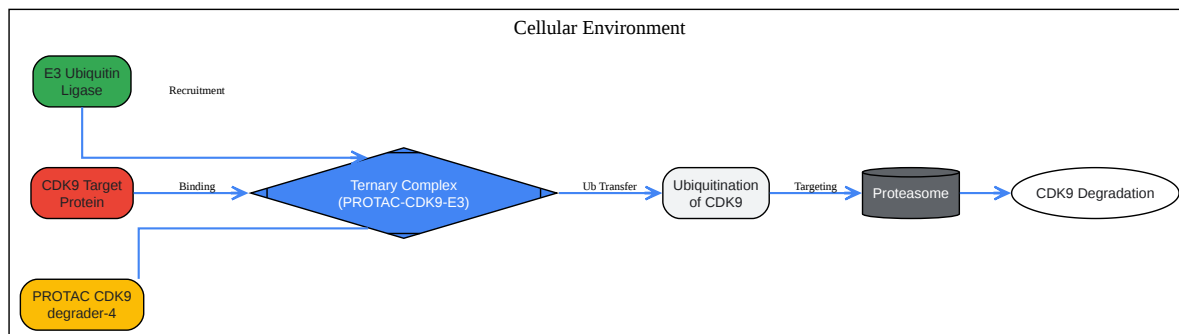 Cellular Environment
E3 Ubiquitin
Ligase
Recruitment
CDK9 Target
Protein
Binding
Ternary Complex
(PROTAC-CDK9-E3)
Ub Transfer
Ubiquitination
of CDK9
Targeting
Proteasome
CDK9 Degradation
PROTAC CDK9
degrader-4